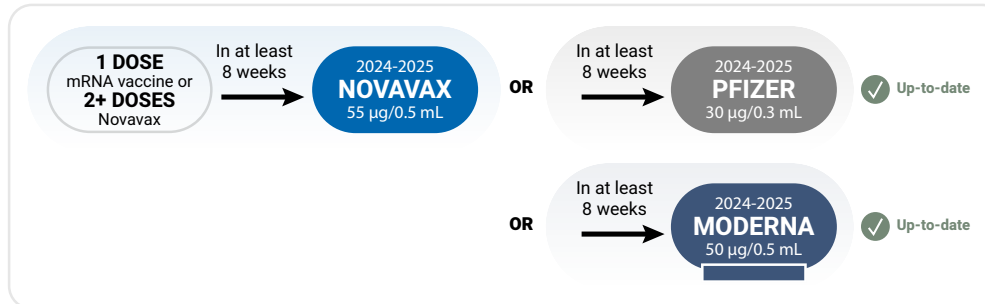 1 DOSE
mRNA vaccine or
2+ DOSES
Novavax
In at least
8 weeks
2024-2025
NOVAVAX
55 µg/0.5 mL
OR
In at least
8 weeks
2024-2025
PFIZER
30 µg/0.3 mL
Up-to-date
OR
In at least
8 weeks
2024-2025
MODERNA
50 µg/0.5 mL
Up-to-date